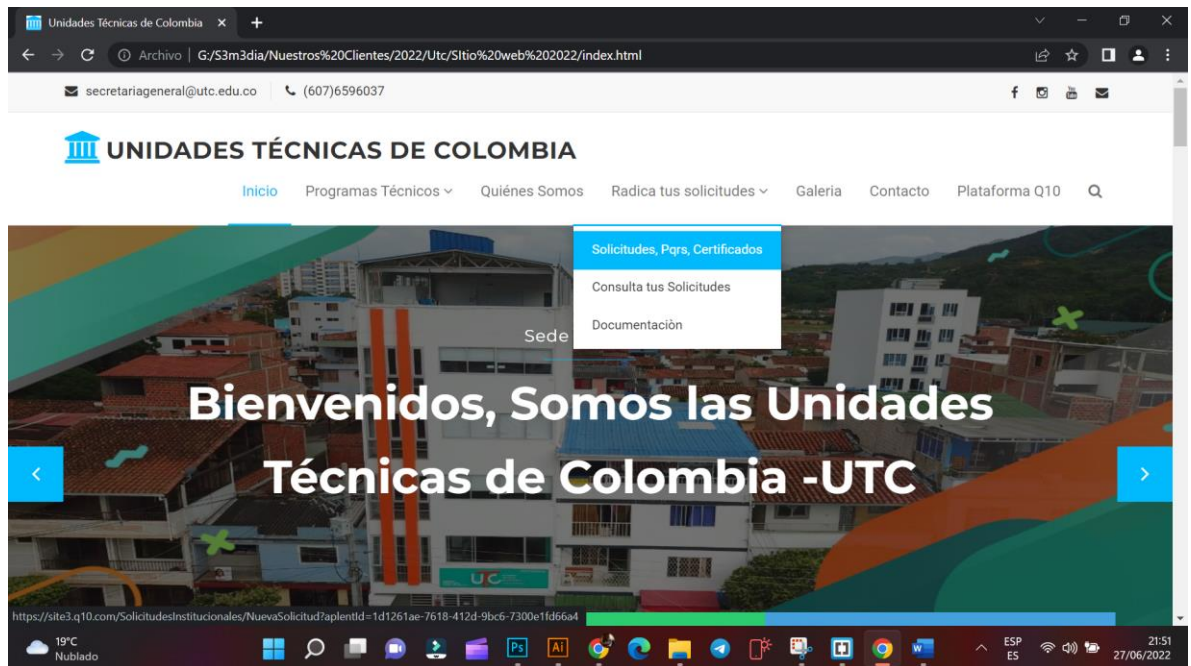 Unidades Técnicas de Colombia
Archivo | G:/S3m3dia/Nuestros%20Clientes/2022/Utc/SItio%20web%202022/index.html
secretariageneral@utc.edu.co (607)6596037
UNIDADES TÉCNICAS DE COLOMBIA
Inicio Programas Técnicos Quiénes Somos Radica tus solicitudes Galeria Contacto Plataforma Q10
Solicitudes, Pqrs, Certificados
Consulta tus Solicitudes
Documentaciòn
Sede
Bienvenidos, Somos las Unidades
Técnicas de Colombia -UTC
UTC
https://site3.q10.com/SolicitudesInstitucionales/NuevaSolicitud?aplentId=1d1261ae-7618-412d-9bc6-7300e1fd66a4
19°C
Nublado
Ps
Ai
ESP
ES
21:51
27/06/2022